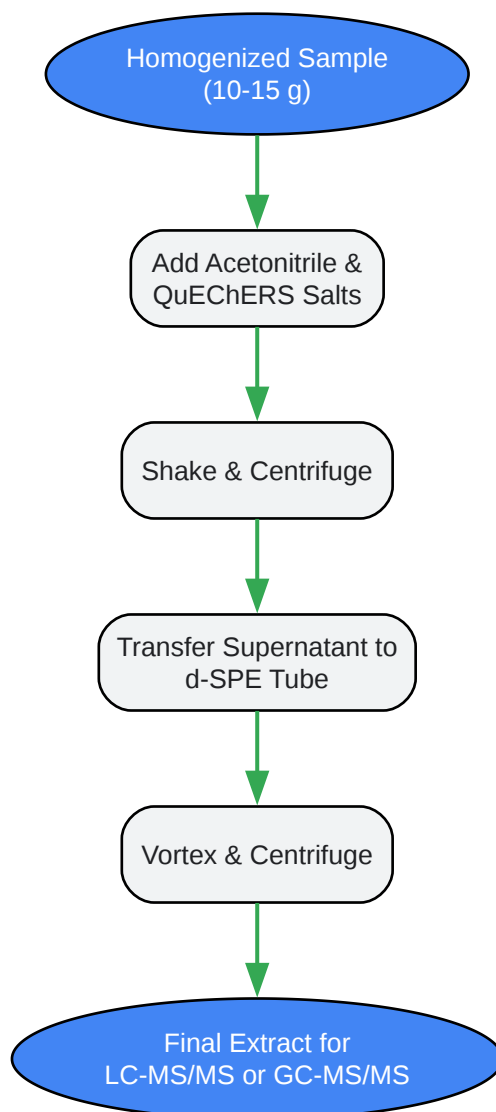 Homogenized Sample
(10-15 g)
Add Acetonitrile &
QuEChERS Salts
Shake & Centrifuge
Transfer Supernatant to
d-SPE Tube
Vortex & Centrifuge
Final Extract for
LC-MS/MS or GC-MS/MS